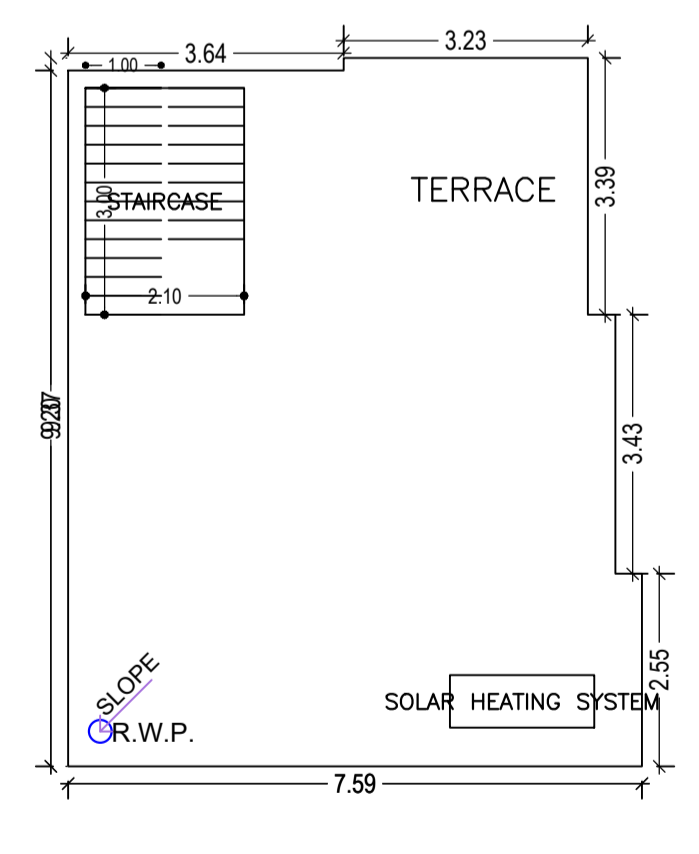 3.23
3.64
1.00
TERRACE
3.39
3.00
STAIRCASE
2.10
3.43
SLOPE
2.55
SOLAR HEATING SYSTEM
R.W.P.
7.59